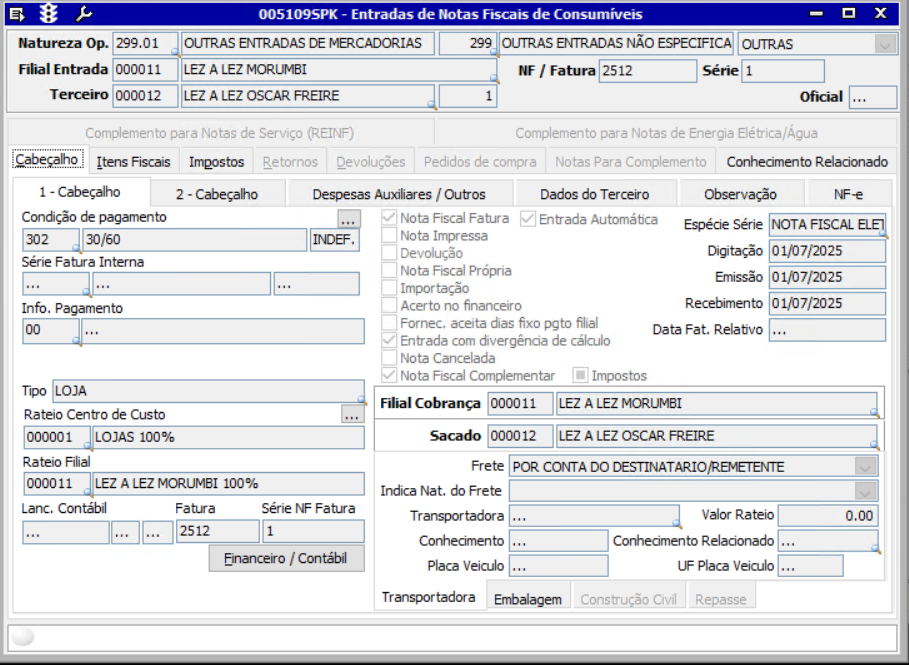 005109SPK - Entradas de Notas Fiscais de Consumíveis
Natureza Op. 299.01 OUTRAS ENTRADAS DE MERCADORIAS 299 OUTRAS ENTRADAS NÃO ESPECIFICA OUTRAS
Filial Entrada 000011 LEZ A LEZ MORUMBI NF / Fatura 2512 Série 1
Terceiro 000012 LEZ A LEZ OSCAR FREIRE 1
Oficial ...
Complemento para Notas de Serviço (REINF) Complemento para Notas de Energia Elétrica/Água
Cabeçalho Itens Fiscais Impostos Retornos Devoluções Pedidos de compra Notas Para Complemento Conhecimento Relacionado
1 - Cabeçalho 2 - Cabeçalho Despesas Auxiliares / Outros Dados do Terceiro Observação NF-e
Condição de pagamento ...
302 30/60 INDEF.
Série Fatura Interna
... ... ...
Info. Pagamento
00 ...
Tipo LOJA
Rateio Centro de Custo ...
000001 LOJAS 100%
Rateio Filial
000011 LEZ A LEZ MORUMBI 100%
Lanc. Contábil Fatura Série NF Fatura
... ... ... 2512 1
Financeiro / Contábil
Nota Fiscal Fatura Entrada Automática
Nota Impressa
Devolução
Nota Fiscal Própria
Importação
Acerto no financeiro
Fornec. aceita dias fixo pgto filial
Entrada com divergência de cálculo
Nota Cancelada
Nota Fiscal Complementar Impostos
Espécie Série NOTA FISCAL ELET
Digitação 01/07/2025
Emissão 01/07/2025
Recebimento 01/07/2025
Data Fat. Relativo ...
Filial Cobrança 000011 LEZ A LEZ MORUMBI
Sacado 000012 LEZ A LEZ OSCAR FREIRE
Frete POR CONTA DO DESTINATARIO/REMETENTE
Indica Nat. do Frete
Transportadora ... Valor Rateio 0.00
Conhecimento ... Conhecimento Relacionado ...
Placa Veiculo ... UF Placa Veiculo ...
Transportadora Embalagem Construção Civil Repasse